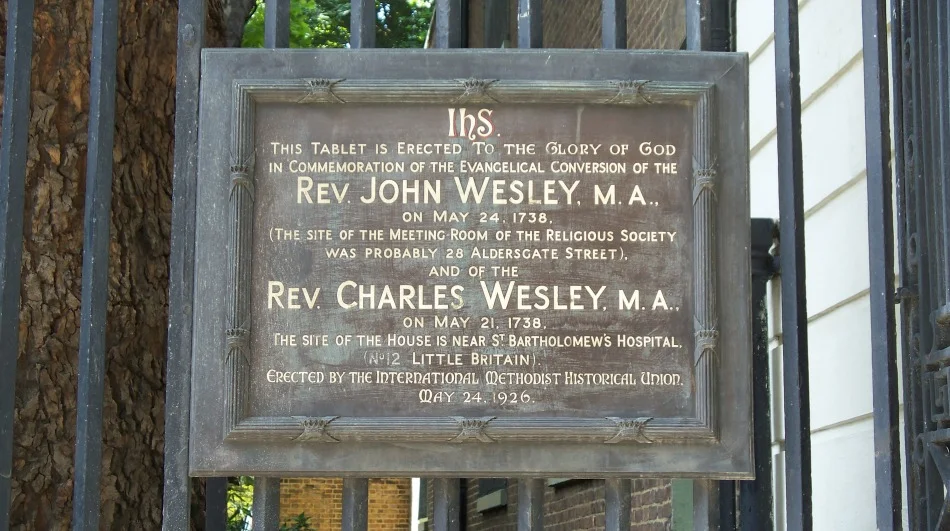 IhS.
THIS TABLET IS ERECTED TO THE GLORY OF GOD
IN COMMEMORATION OF THE EVANGELICAL CONVERSION OF THE
REV. JOHN WESLEY, M.A.,
ON MAY 24, 1738.
(THE SITE OF THE MEETING-ROOM OF THE RELIGIOUS SOCIETY
WAS PROBABLY 28 ALDERSGATE STREET),
AND OF THE
REV. CHARLES WESLEY, M.A.,
ON MAY 21, 1738.
THE SITE OF THE HOUSE IS NEAR ST BARTHOLOMEW'S HOSPITAL,
(No 12 LITTLE BRITAIN).
ERECTED BY THE INTERNATIONAL METHODIST HISTORICAL UNION.
MAY 24, 1926.